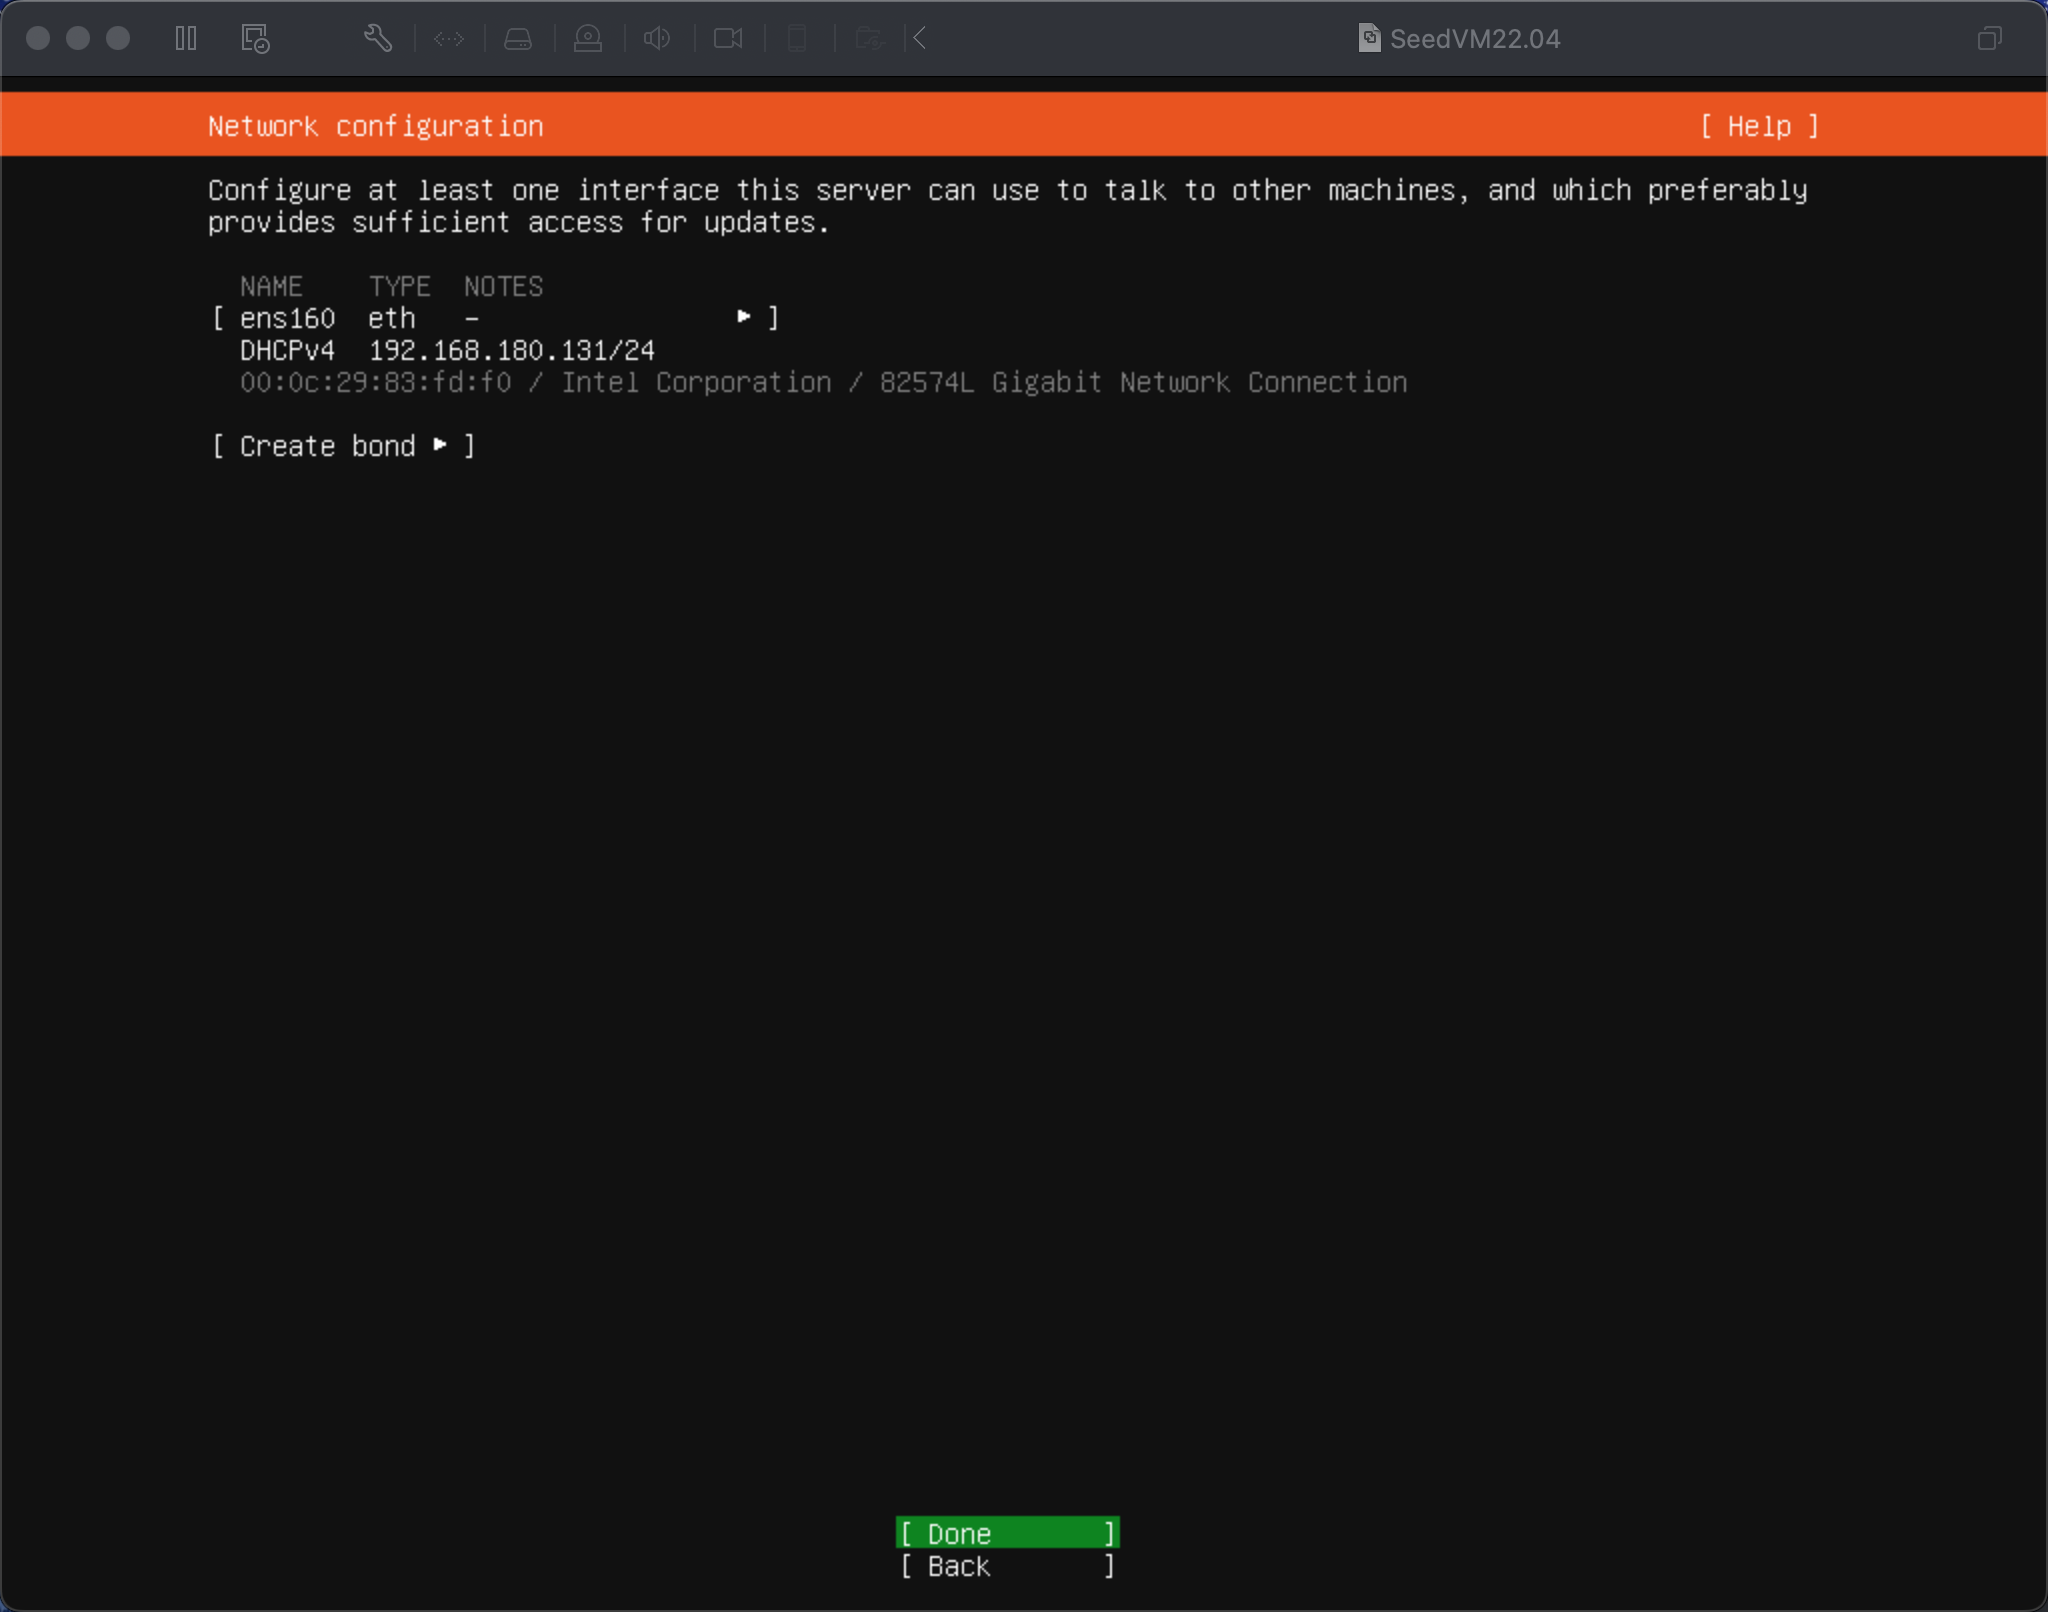 SeedVM22.04
Network configuration [ Help ]
Configure at least one interface this server can use to talk to other machines, and which preferably
provides sufficient access for updates.
NAME TYPE NOTES
[ ens160 eth - ▸ ]
DHCPv4 192.168.180.131/24
00:0c:29:83:fd:f0 / Intel Corporation / 82574L Gigabit Network Connection
[ Create bond ▸ ]
[ Done ]
[ Back ]